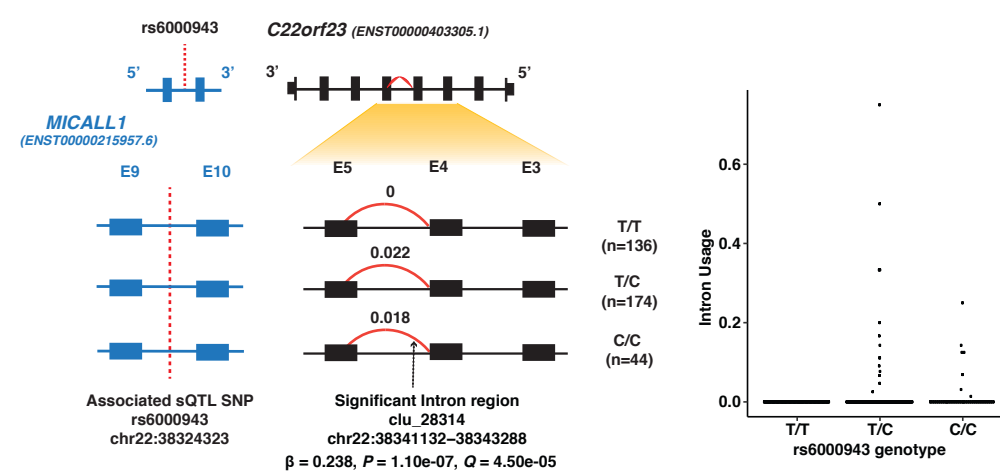 rs6000943
C22orf23 (ENST00000403305.1)
5’ 3’
3’ 5’
MICALL1
(ENST00000215957.6)
E9 E10
E5 E4 E3
0
T/T
(n=136)
0.022
T/C
(n=174)
0.018
C/C
(n=44)
Associated sQTL SNP
rs6000943
chr22:38324323
Significant Intron region
clu_28314
chr22:38341132–38343288
β = 0.238, P = 1.10e-07, Q = 4.50e-05
Intron Usage
0.6
0.4
0.2
0.0
T/T T/C C/C
rs6000943 genotype